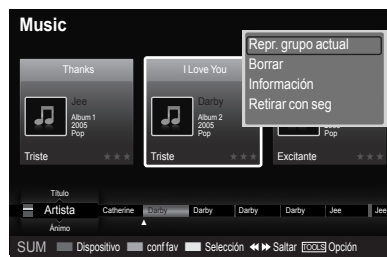 Music
Repr. grupo actual
Borrar
Información
Retirar con seg
Thanks
Jee
Album 1
2005
Pop
Triste
I Love You
Darby
Album 2
2005
Pop
Triste
Pop
Excitante
Título
Artista
Ánimo
Catherine Darby Darby Darby Darby Jee Jee
SUM Dispositivo conf fav Selección Saltar TOOLS Opción